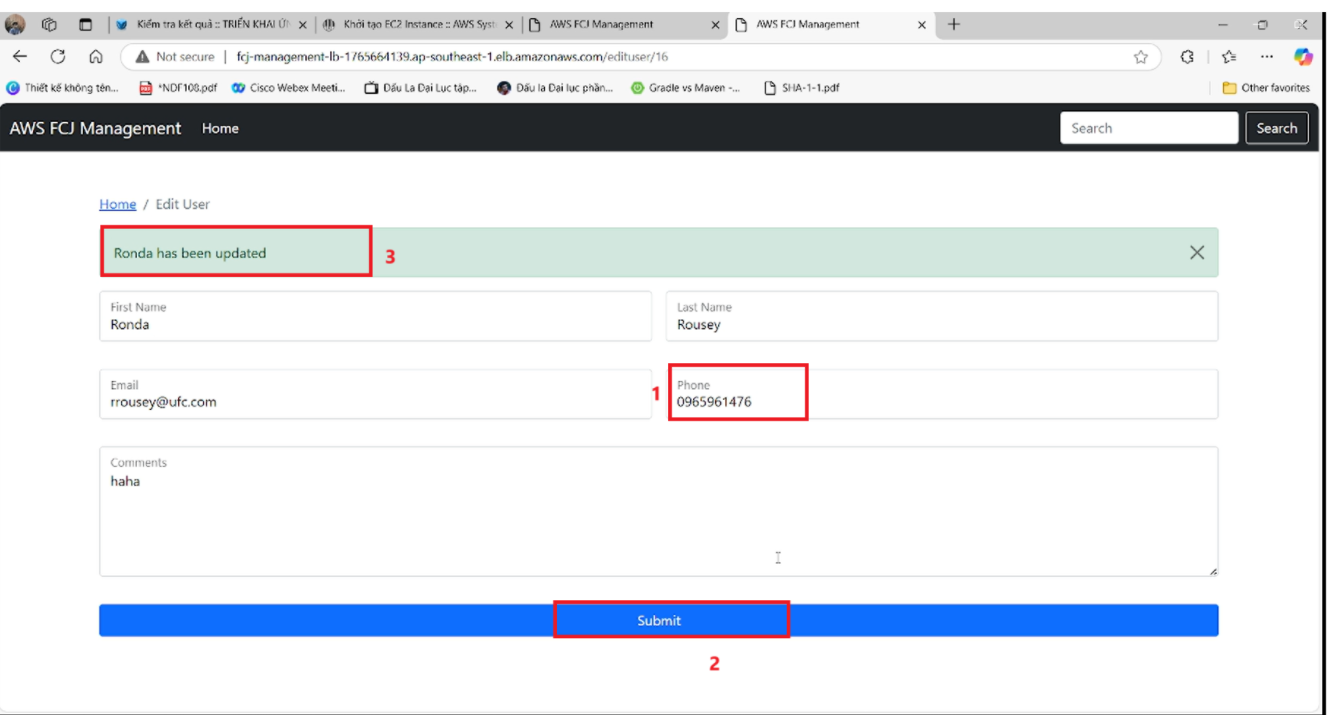 Kiểm tra kết quả :: TRIỂN KHAI Ứ
Khởi tạo EC2 Instance :: AWS Syst
AWS FCJ Management
AWS FCJ Management
Not secure
fcj-management-lb-1765664139.ap-southeast-1.elb.amazonaws.com/edituser/16
Thiết kế không tên...
*NDF108.pdf
Cisco Webex Meeti...
Đấu La Đại Lục tập...
Đấu la Đại lục phần...
Gradle vs Maven -...
SHA-1-1.pdf
Other favorites
AWS FCJ Management
Home
Search
Search
Home / Edit User
Ronda has been updated
3
First Name
Ronda
Last Name
Rousey
Email
rrousey@ufc.com
1
Phone
0965961476
Comments
haha
Submit
2